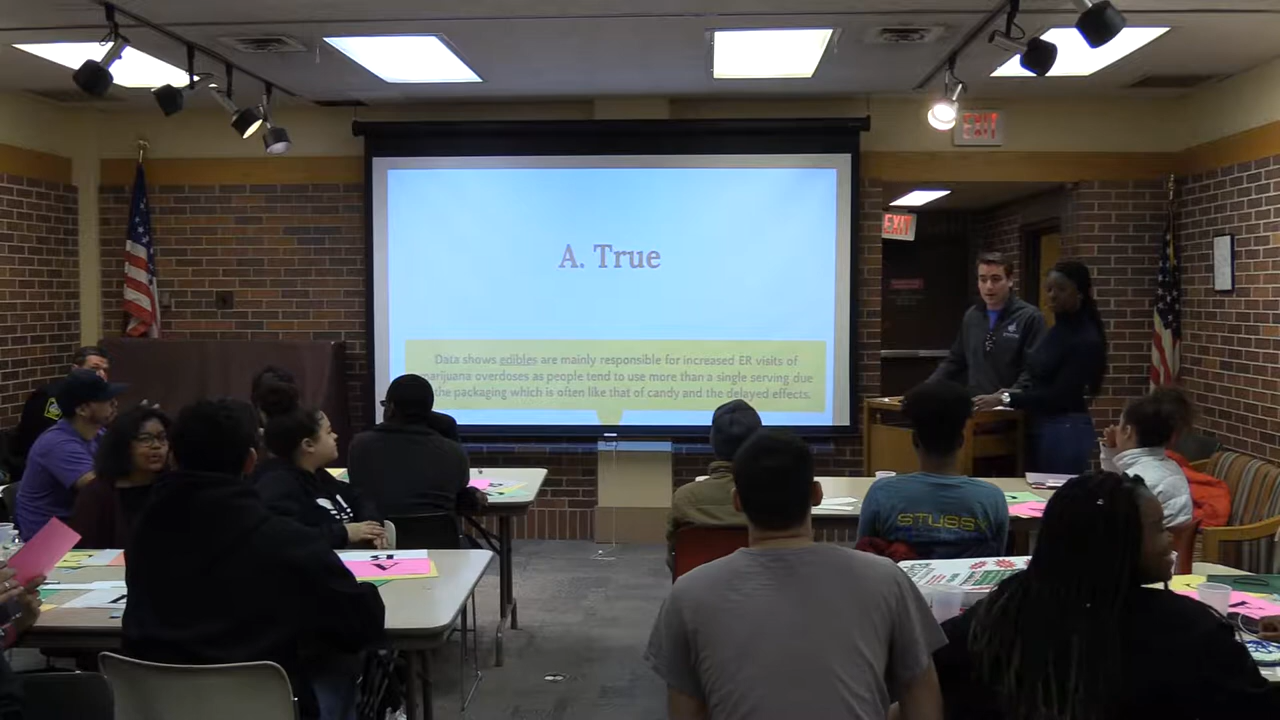 EXIT
EXIT
A. True
Data shows edibles are mainly responsible for increased ER visits of
marijuana overdoses as people tend to use more than a single serving due
the packaging which is often like that of candy and the delayed effects.
STUSSY
A